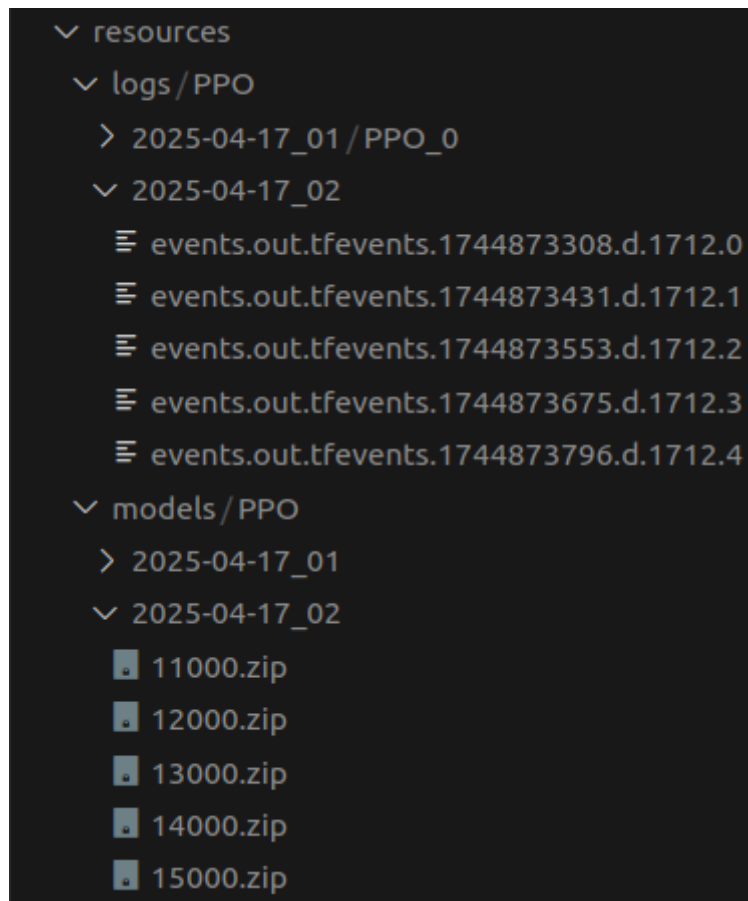 resources
logs/PPO
2025-04-17_01/PPO_0
2025-04-17_02
events.out.tfevents.1744873308.d.1712.0
events.out.tfevents.1744873431.d.1712.1
events.out.tfevents.1744873553.d.1712.2
events.out.tfevents.1744873675.d.1712.3
events.out.tfevents.1744873796.d.1712.4
models/PPO
2025-04-17_01
2025-04-17_02
11000.zip
12000.zip
13000.zip
14000.zip
15000.zip